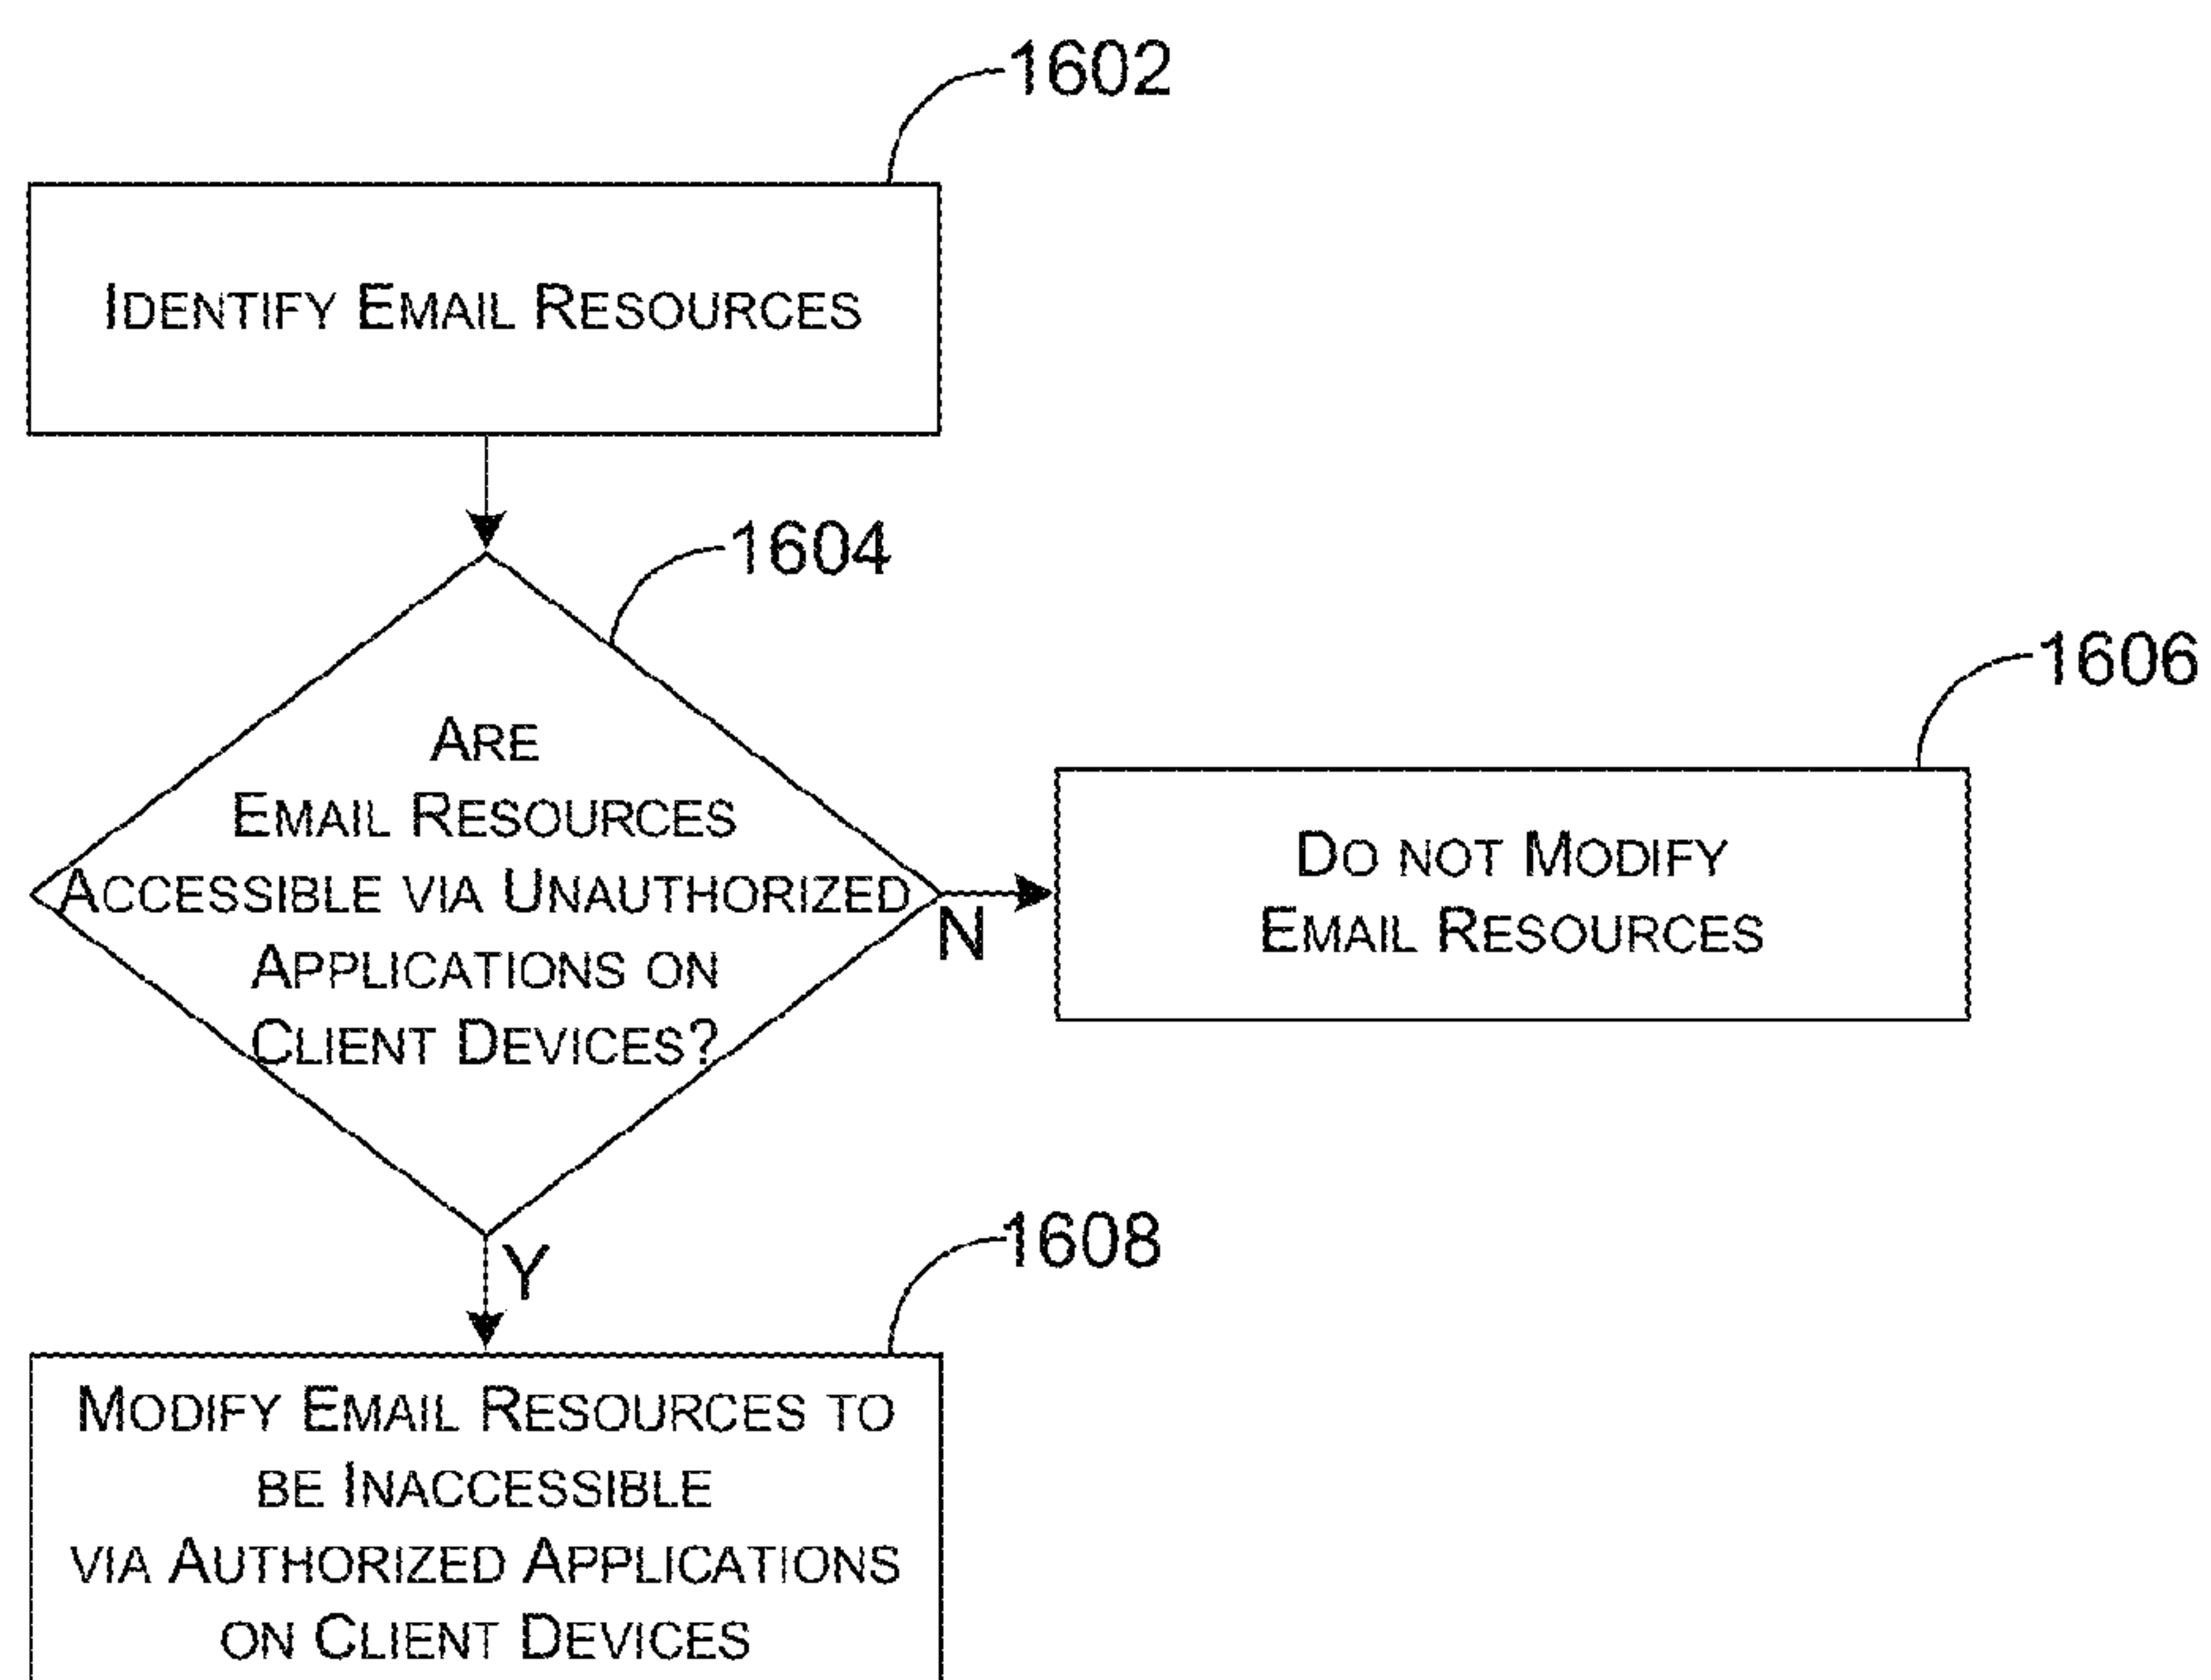 1602
IDENTIFY EMAIL RESOURCES
1604
ARE
EMAIL RESOURCES
ACCESSIBLE VIA UNAUTHORIZED
APPLICATIONS ON
CLIENT DEVICES?
N
1606
DO NOT MODIFY
EMAIL RESOURCES
Y
1608
MODIFY EMAIL RESOURCES TO
BE INACCESSIBLE
VIA AUTHORIZED APPLICATIONS
ON CLIENT DEVICES